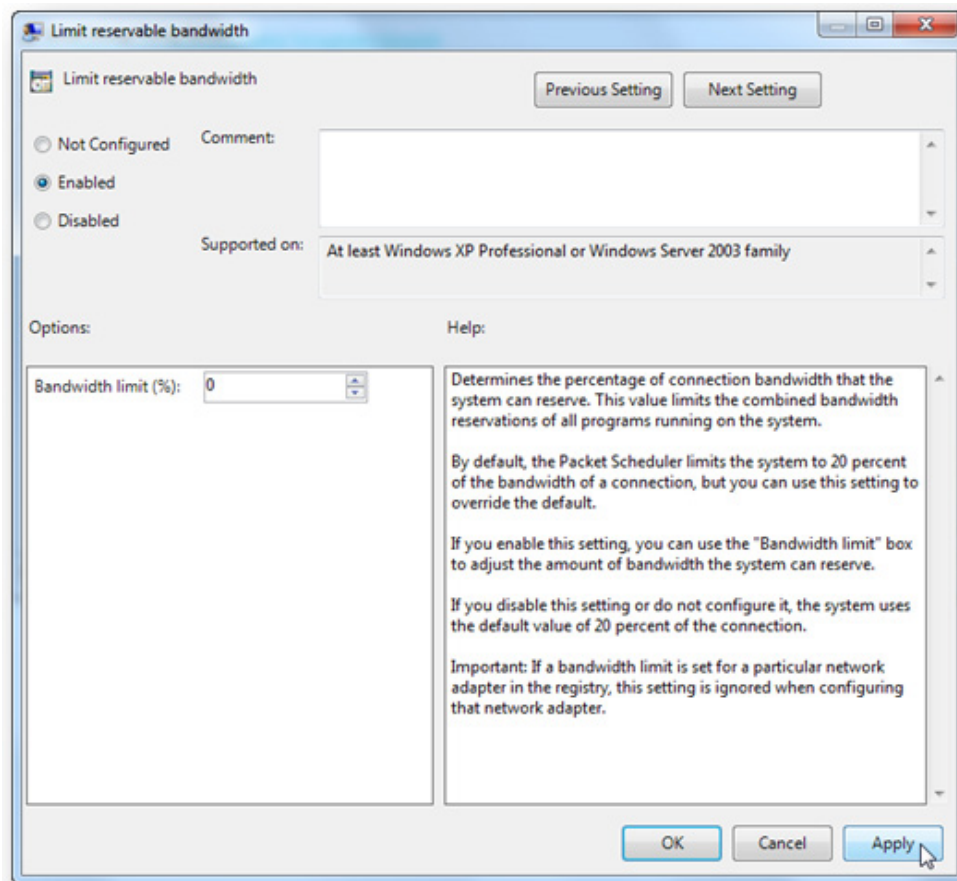 Limit reservable bandwidth
Limit reservable bandwidth
Previous Setting
Next Setting
Not Configured
Enabled
Disabled
Comment:
Supported on:
At least Windows XP Professional or Windows Server 2003 family
Options:
Help:
Bandwidth limit (%):
0
Determines the percentage of connection bandwidth that the
system can reserve. This value limits the combined bandwidth
reservations of all programs running on the system.
By default, the Packet Scheduler limits the system to 20 percent
of the bandwidth of a connection, but you can use this setting to
override the default.
If you enable this setting, you can use the "Bandwidth limit" box
to adjust the amount of bandwidth the system can reserve.
If you disable this setting or do not configure it, the system uses
the default value of 20 percent of the connection.
Important: If a bandwidth limit is set for a particular network
adapter in the registry, this setting is ignored when configuring
that network adapter.
OK
Cancel
Apply